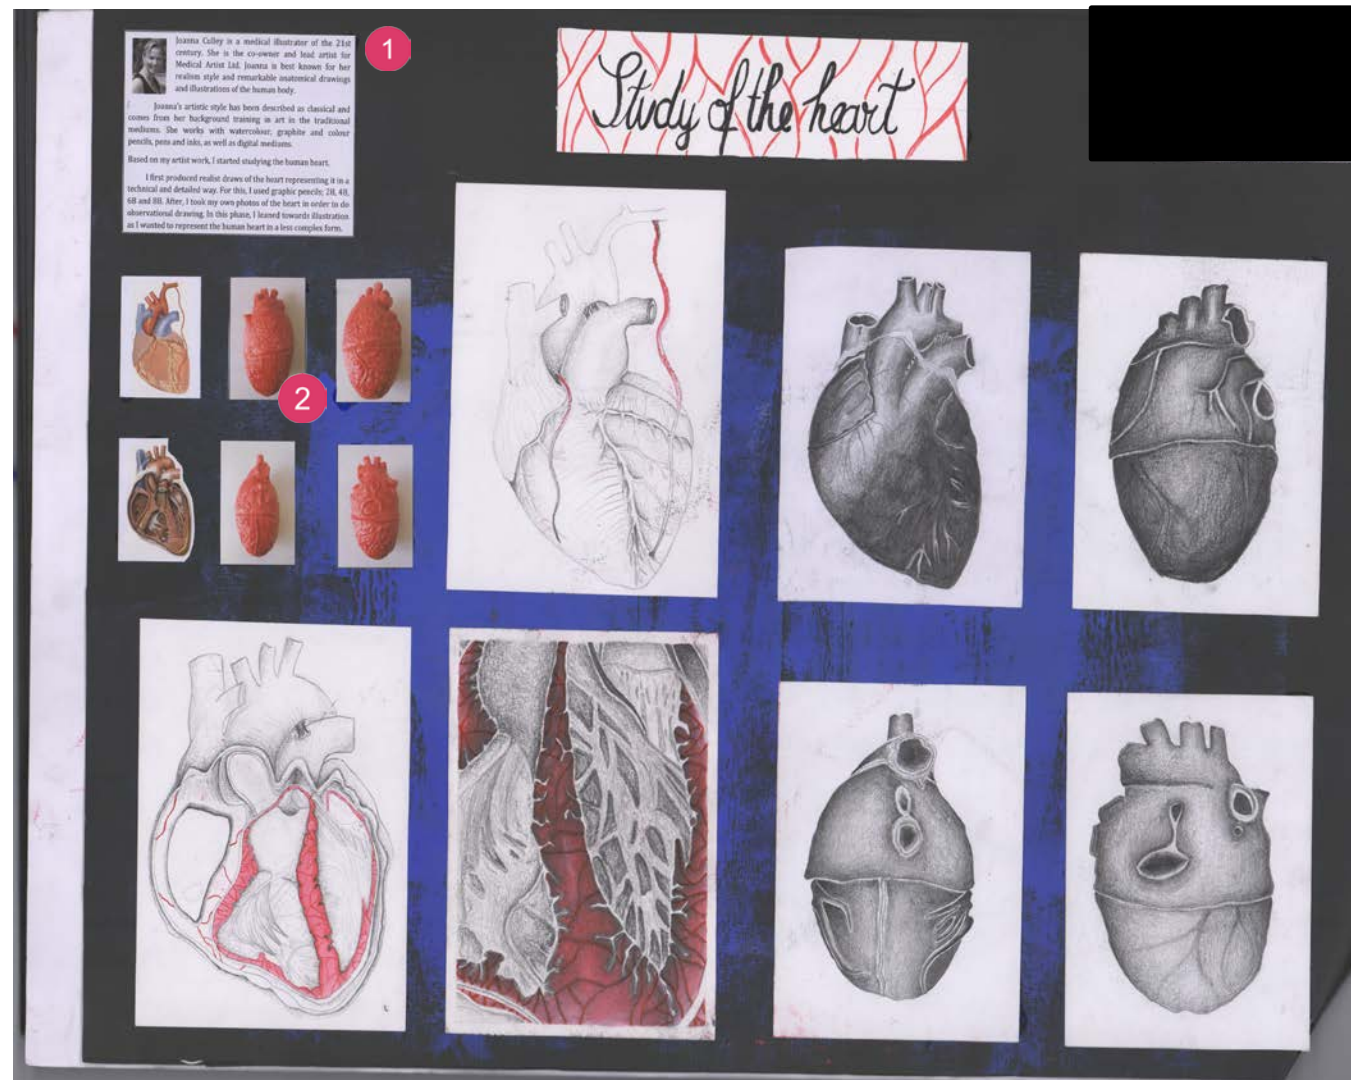 Joanna Culley is a medical illustrator of the 21st
century. She is the co-owner and lead artist for
Medical Artist Ltd. Joanna is best known for her
realism style and remarkable anatomical drawings
and illustrations of the human body.
Joanna's artistic style has been described as classical and
comes from her background training in art in the traditional
mediums. She works with watercolour, graphite and colour
pencils, pens and inks, as well as digital mediums.
Based on my artist work, I started studying the human heart.
I first produced realist draws of the heart representing it in a
technical and detailed way. For this, I used graphic pencils; 2H, 4B,
6B and 8B. After, I took my own photos of the heart in order to do
observational drawing. In this phase, I leaned towards illustration
as I wanted to represent the human heart in a less complex form.
1
Study of the heart
2